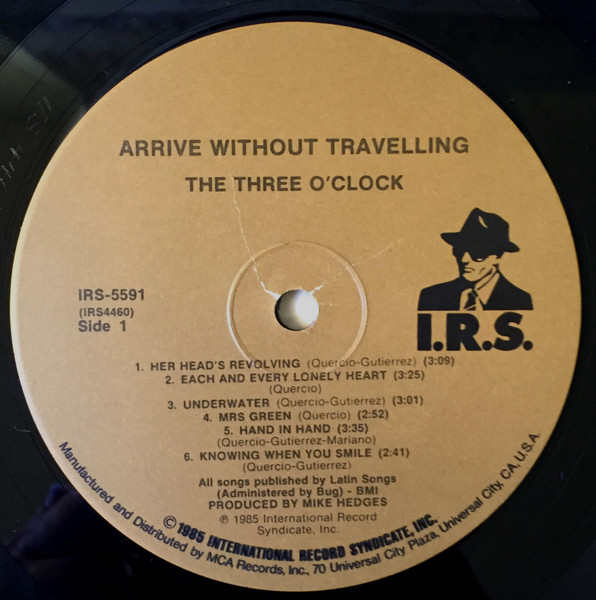 ARRIVE WITHOUT TRAVELLING
THE THREE O'CLOCK
IRS-5591
(IRS4460)
Side 1
I.R.S.
1. HER HEAD'S REVOLVING (Quercio-Gutierrez) (3:09)
2. EACH AND EVERY LONELY HEART (3:25)
(Quercio)
3. UNDERWATER (Quercio-Gutierrez) (3:01)
4. MRS GREEN (Quercio) (2:52)
5. HAND IN HAND (3:35)
(Quercio-Gutierrez-Mariano)
6. KNOWING WHEN YOU SMILE (2:41)
(Quercio-Gutierrez)
All songs published by Latin Songs
(Administered by Bug) - BMI
PRODUCED BY MIKE HEDGES
℗ 1985 International Record
Syndicate, Inc.
© 1985 INTERNATIONAL RECORD SYNDICATE, INC.
Manufactured and Distributed by MCA Records, Inc., 70 Universal City Plaza, Universal City, CA, U.S.A.